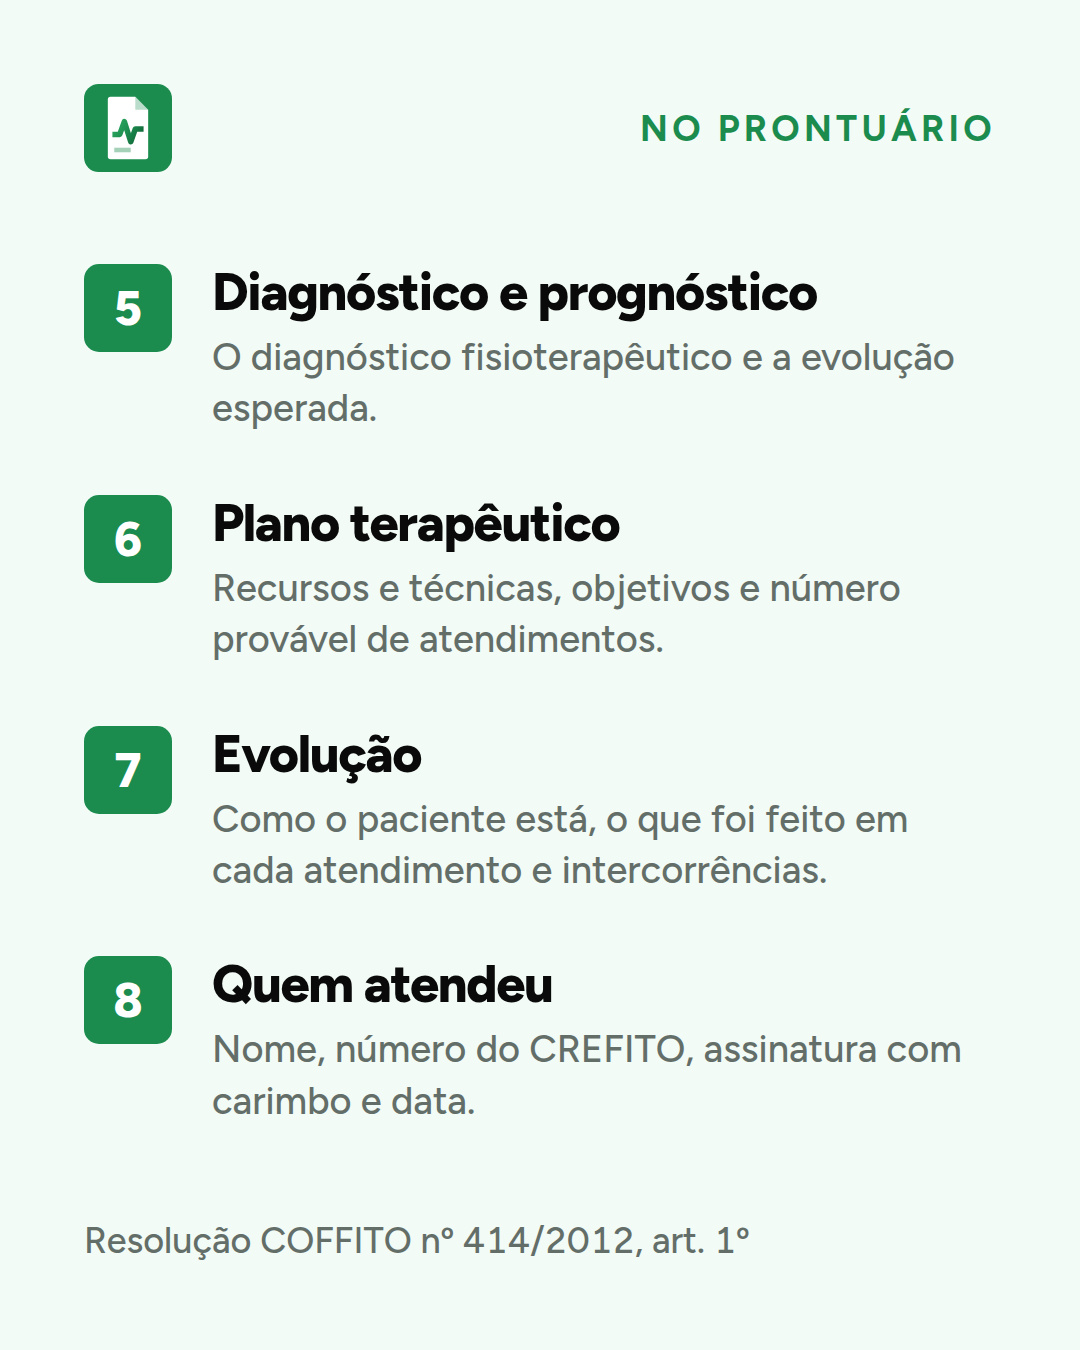 NO PRONTUÁRIO
5
Diagnóstico e prognóstico
O diagnóstico fisioterapêutico e a evolução
esperada.
6
Plano terapêutico
Recursos e técnicas, objetivos e número
provável de atendimentos.
7
Evolução
Como o paciente está, o que foi feito em
cada atendimento e intercorrências.
8
Quem atendeu
Nome, número do CREFITO, assinatura com
carimbo e data.
Resolução COFFITO nº 414/2012, art. 1º